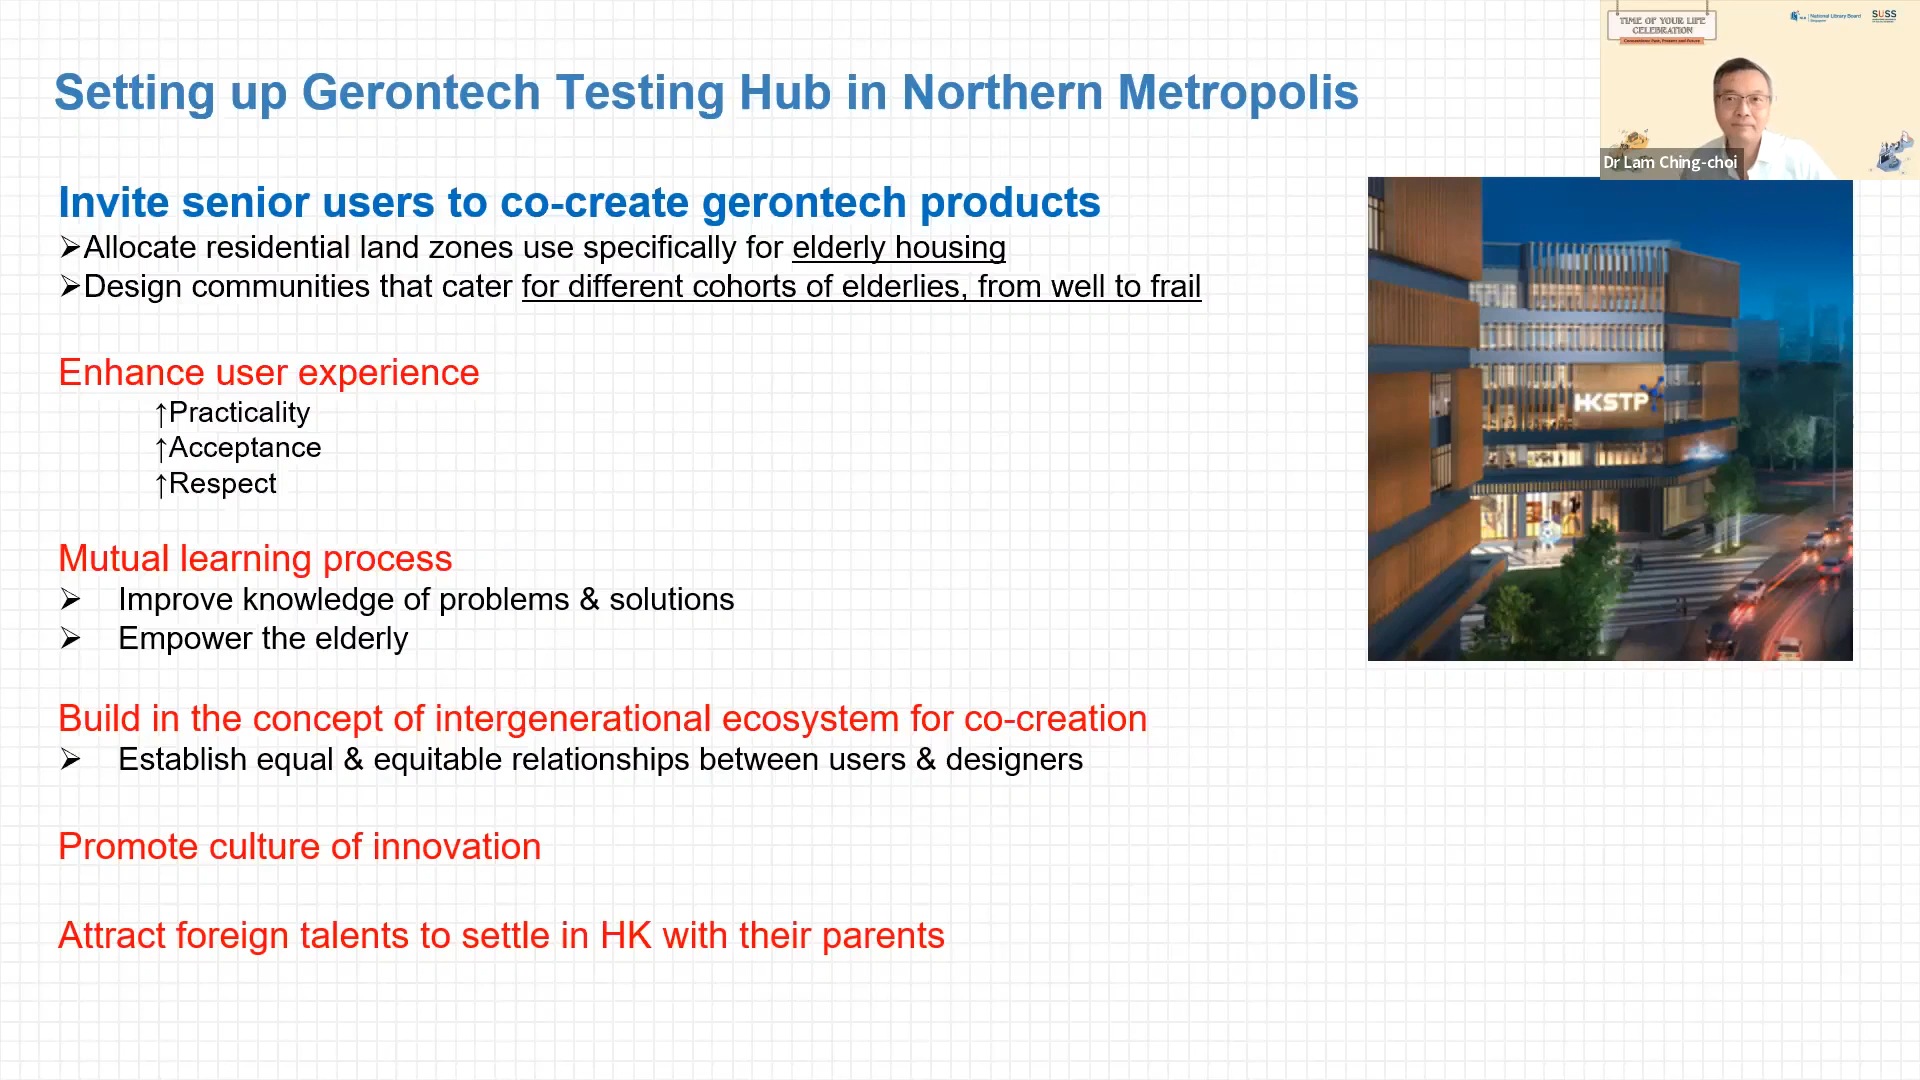 Setting up Gerontech Testing Hub in Northern Metropolis
TIME OF YOUR LIFE
CELEBRATION
National Library Board
Singapore
SUSS
Dr Lam Ching-choi
Invite senior users to co-create gerontech products
➢Allocate residential land zones use specifically for elderly housing
➢Design communities that cater for different cohorts of elderlies, from well to frail
Enhance user experience
↑Practicality
↑Acceptance
↑Respect
HKSTP
Mutual learning process
➢ Improve knowledge of problems & solutions
➢ Empower the elderly
Build in the concept of intergenerational ecosystem for co-creation
➢ Establish equal & equitable relationships between users & designers
Promote culture of innovation
Attract foreign talents to settle in HK with their parents